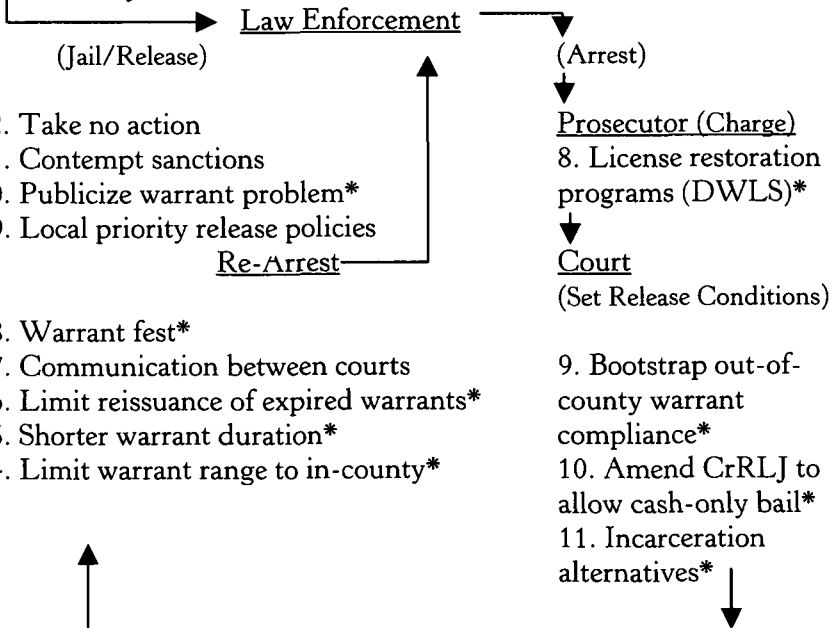 Law Enforcement
(Jail/Release)
(Arrest)
. Take no action
. Contempt sanctions
. Publicize warrant problem*
. Local priority release policies
Re-Arrest
. Warrant fest*
. Communication between courts
. Limit reissuance of expired warrants*
. Shorter warrant duration*
. Limit warrant range to in-county*
Prosecutor (Charge)
8. License restoration
programs (DWLS)*
Court
(Set Release Conditions)
9. Bootstrap out-of-
county warrant
compliance*
10. Amend CrRLJ to
allow cash-only bail*
11. Incarceration
alternatives*